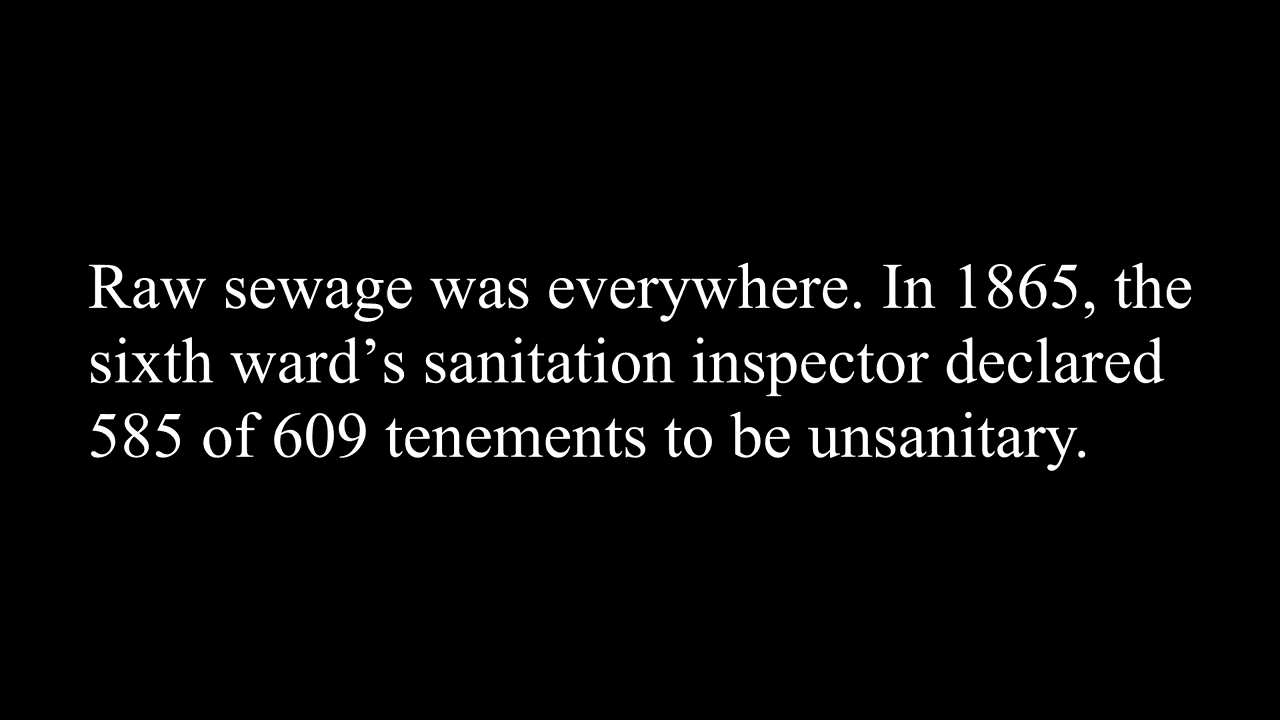 Raw sewage was everywhere. In 1865, the
sixth ward’s sanitation inspector declared
585 of 609 tenements to be unsanitary.